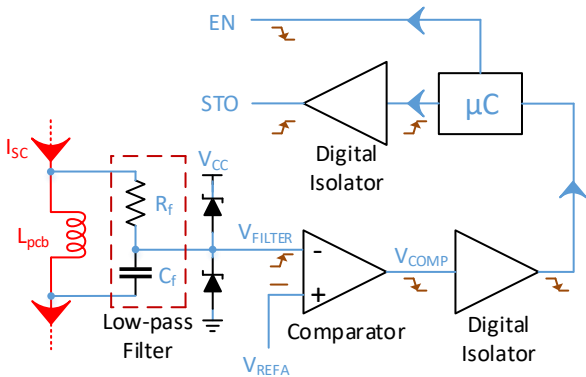 EN
STO
μC
Digital
Isolator
I_SC
V_CC
R_f
L_pcb
V_FILTER
C_f
-
+
V_COMP
Low-pass
Filter
Comparator
Digital
Isolator
V_REFA